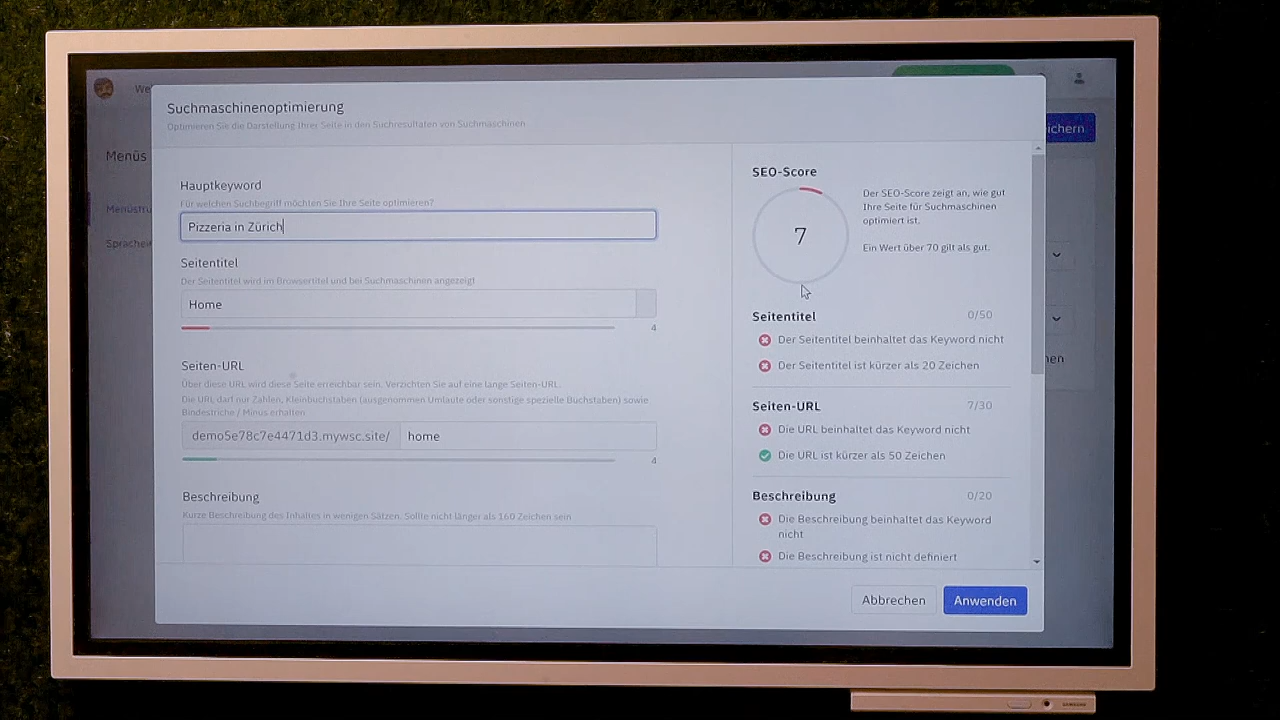 We
Suchmaschinenoptimierung
Optimieren Sie die Darstellung Ihrer Seite in den Suchresultaten von Suchmaschinen
ichern
Menüs
Menüstru
Sprache
Hauptkeyword
Für welchen Suchbegriff möchten Sie Ihre Seite optimieren?
Pizzeria in Zürich
Seitentitel
Der Seitentitel wird im Browsertitel und bei Suchmaschinen angezeigt
Home
4
Seiten-URL
Über diese URL wird diese Seite erreichbar sein. Verzichten Sie auf eine lange Seiten-URL.
Die URL darf nur Zahlen, Kleinbuchstaben (ausgenommen Umlaute oder sonstige spezielle Buchstaben) sowie
Bindestriche / Minus erhalten
demo5e78c7e4471d3.mywsc.site/ home
4
Beschreibung
Kurze Beschreibung des Inhaltes in wenigen Sätzen. Sollte nicht länger als 160 Zeichen sein
SEO-Score
7
Der SEO-Score zeigt an, wie gut
Ihre Seite für Suchmaschinen
optimiert ist.
Ein Wert über 70 gilt als gut.
Seitentitel 0/50
Der Seitentitel beinhaltet das Keyword nicht
Der Seitentitel ist kürzer als 20 Zeichen
hen
Seiten-URL 7/30
Die URL beinhaltet das Keyword nicht
Die URL ist kürzer als 50 Zeichen
Beschreibung 0/20
Die Beschreibung beinhaltet das Keyword
nicht
Die Beschreibung ist nicht definiert
Abbrechen Anwenden
SAMSUNG